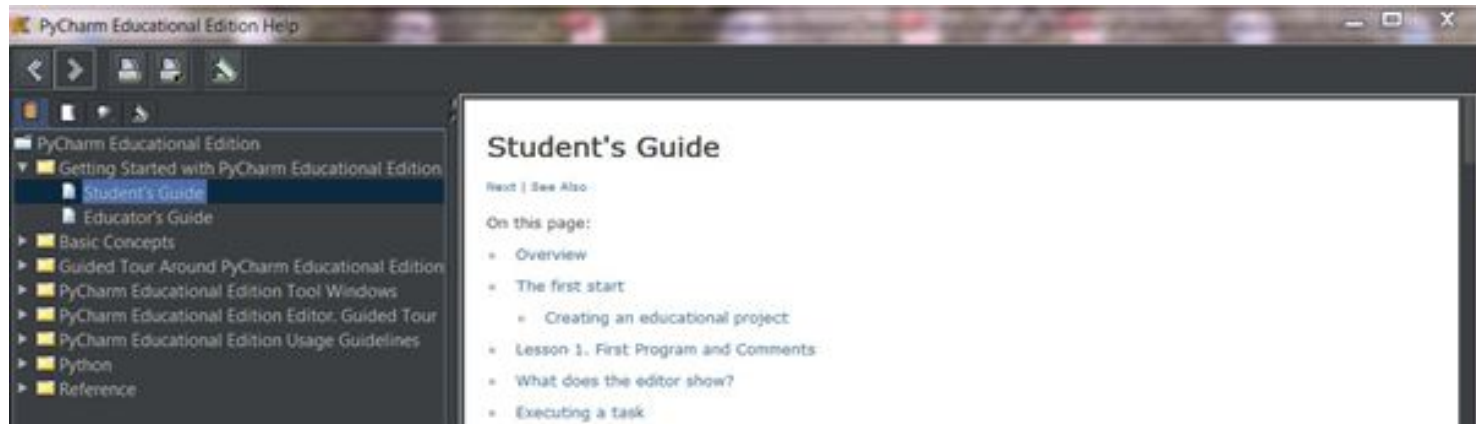 PyCharm Educational Edition Help
PyCharm Educational Edition
Getting Started with PyCharm Educational Edition
Student's Guide
Educator's Guide
Basic Concepts
Guided Tour Around PyCharm Educational Edition
PyCharm Educational Edition Tool Windows
PyCharm Educational Edition Editor. Guided Tour
PyCharm Educational Edition Usage Guidelines
Python
Reference
Student's Guide
Next | See Also
On this page:
Overview
The first start
Creating an educational project
Lesson 1. First Program and Comments
What does the editor show?
Executing a task